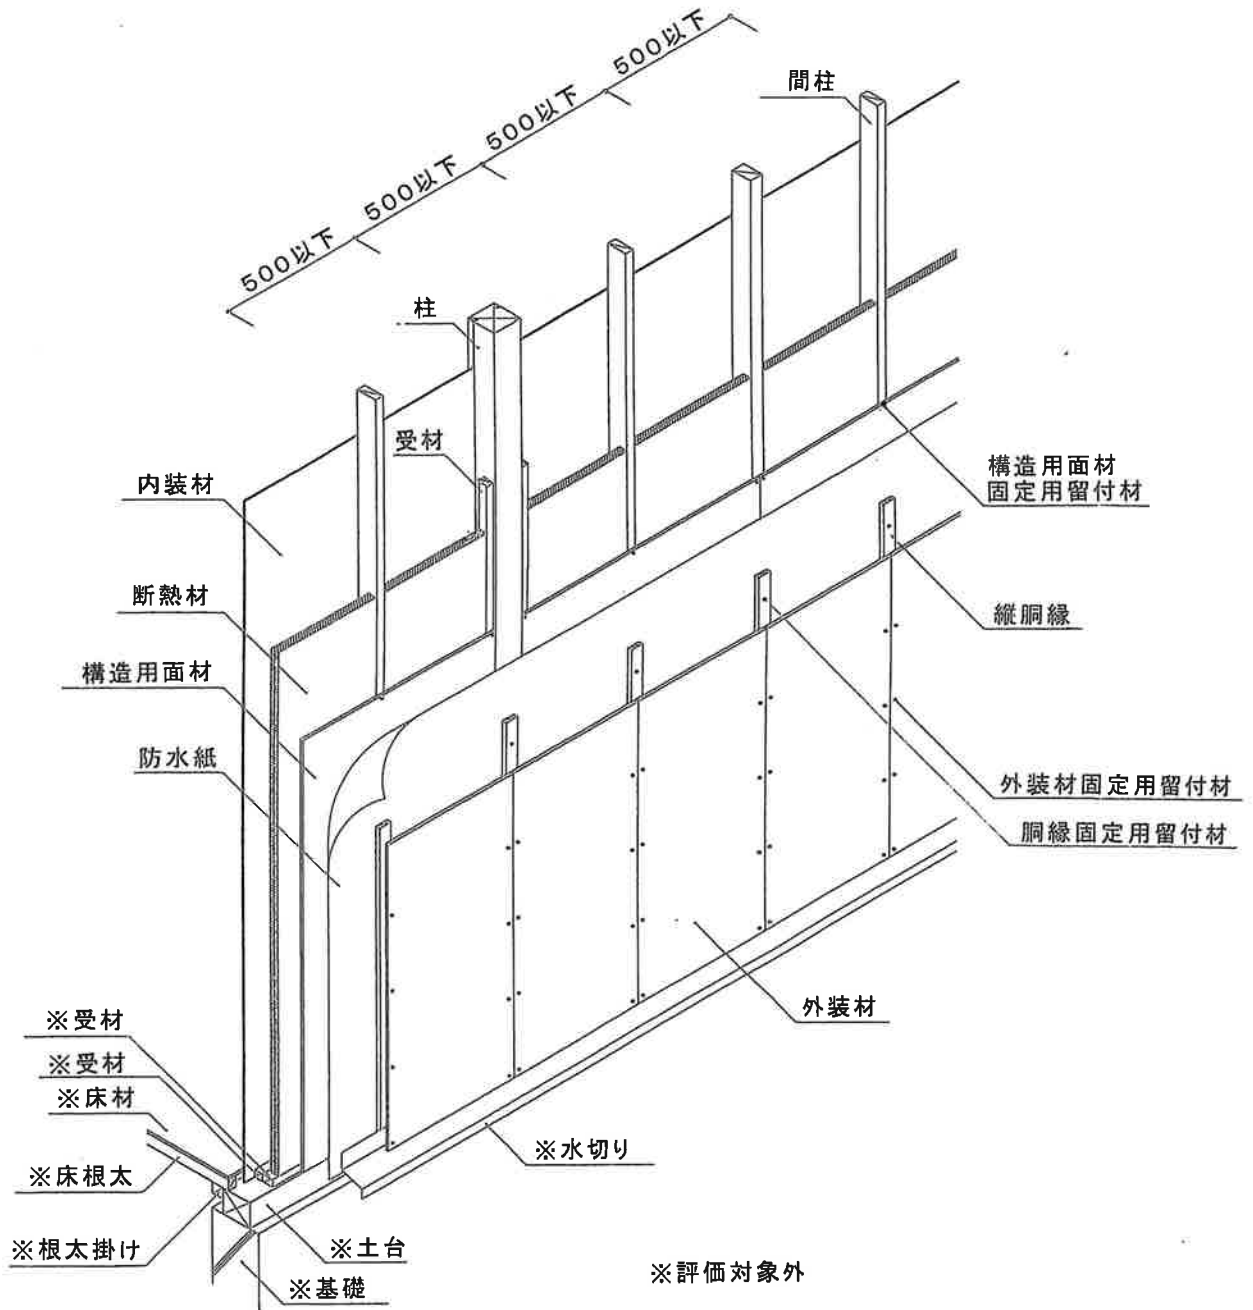 500以下
500以下
500以下
500以下
間柱
柱
受材
内装材
構造用面材
固定用留付材
断熱材
縦胴縁
構造用面材
防水紙
外装材固定用留付材
胴縁固定用留付材
外装材
※受材
※受材
※床材
※水切り
※床根太
※根太掛け
※土台
※基礎
※評価対象外